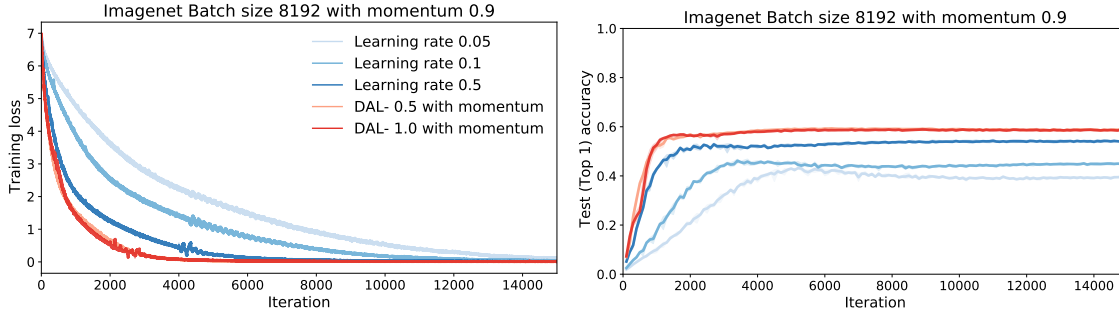 Imagenet Batch size 8192 with momentum 0.9
7
6
5
4
3
2
1
0
Training loss
Learning rate 0.05
Learning rate 0.1
Learning rate 0.5
DAL- 0.5 with momentum
DAL- 1.0 with momentum
0 2000 4000 6000 8000 10000 12000 14000
Iteration
Imagenet Batch size 8192 with momentum 0.9
1.0
0.8
0.6
0.4
0.2
0.0
Test (Top 1) accuracy
0 2000 4000 6000 8000 10000 12000 14000
Iteration